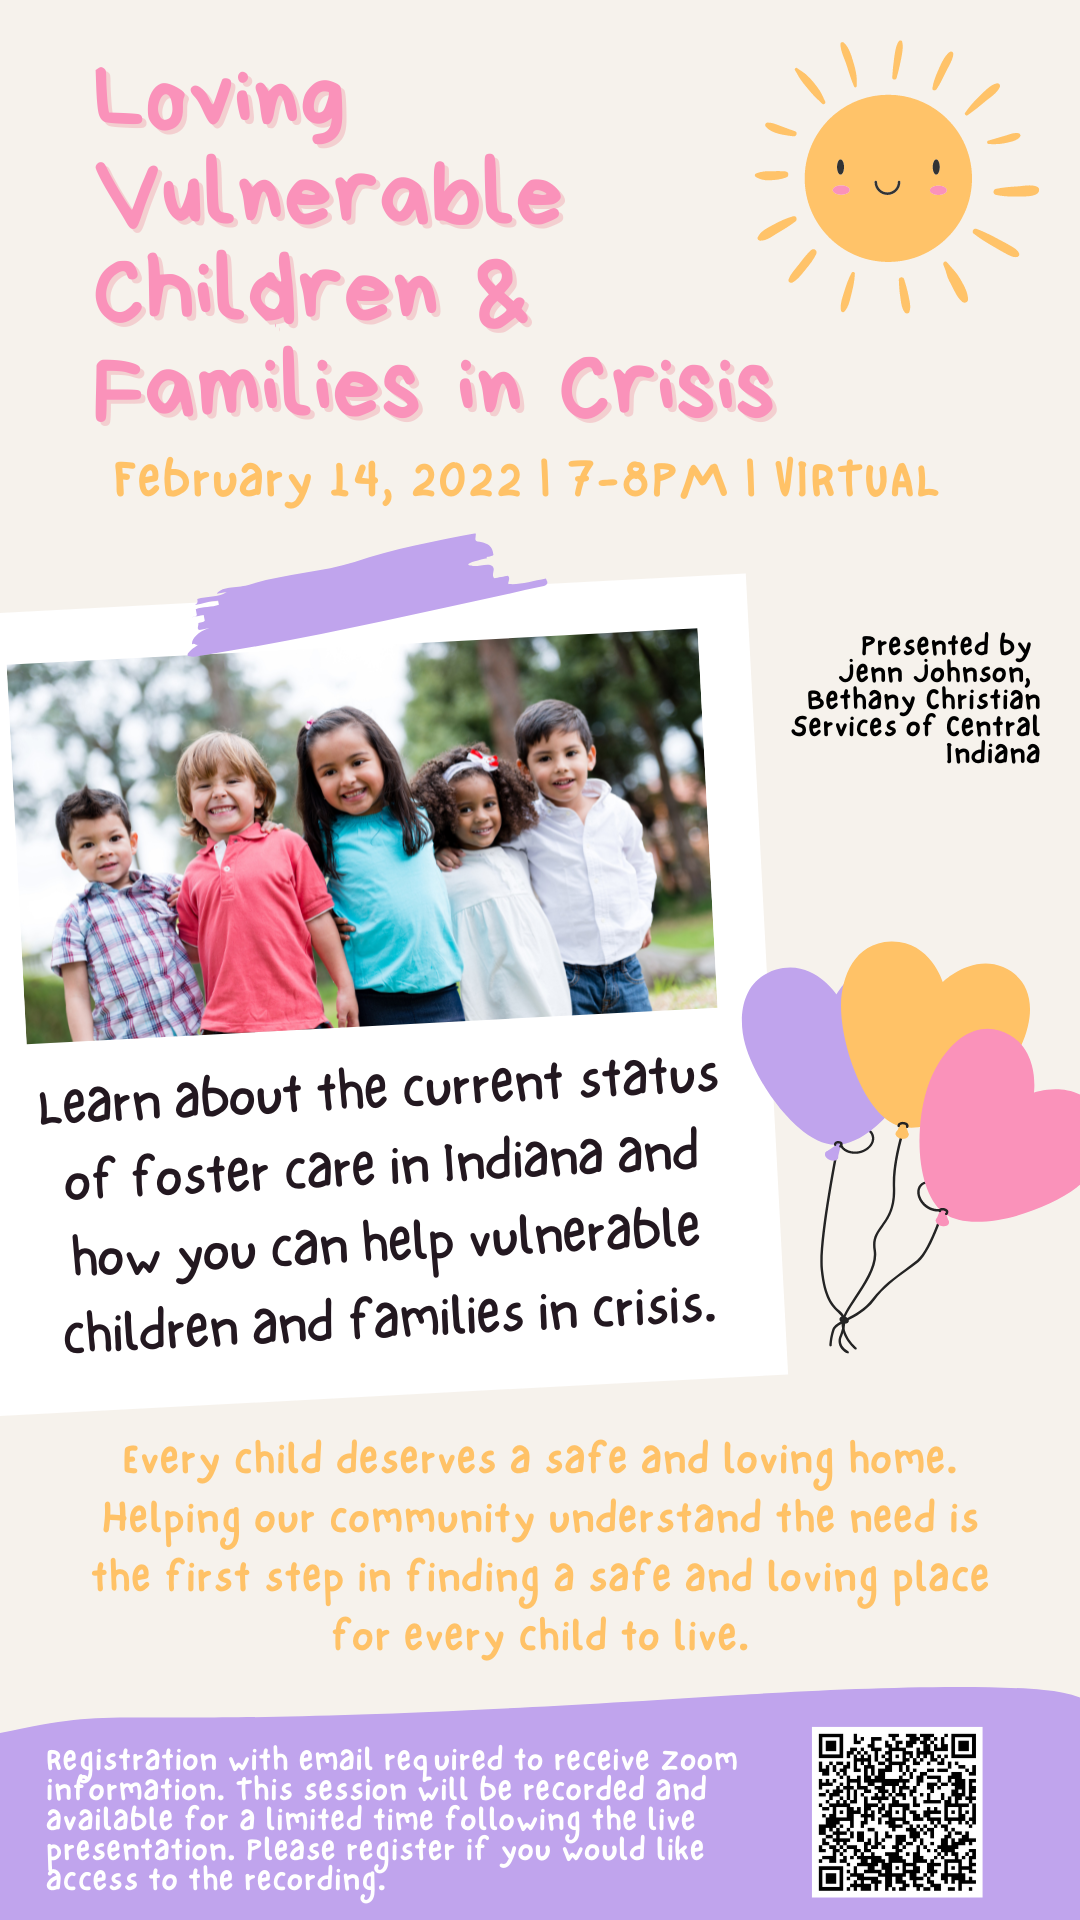 Loving
Vulnerable
Children &
Families in Crisis
February 14, 2022 | 7-8PM | VIRTUAL
Presented by
Jenn Johnson,
Bethany Christian
Services of Central
Indiana
Learn about the current status
of foster care in Indiana and
how you can help vulnerable
children and families in crisis.
Every child deserves a safe and loving home.
Helping our community understand the need is
the first step in finding a safe and loving place
for every child to live.
Registration with email required to receive Zoom
information. This session will be recorded and
available for a limited time following the live
presentation. Please register if you would like
access to the recording.